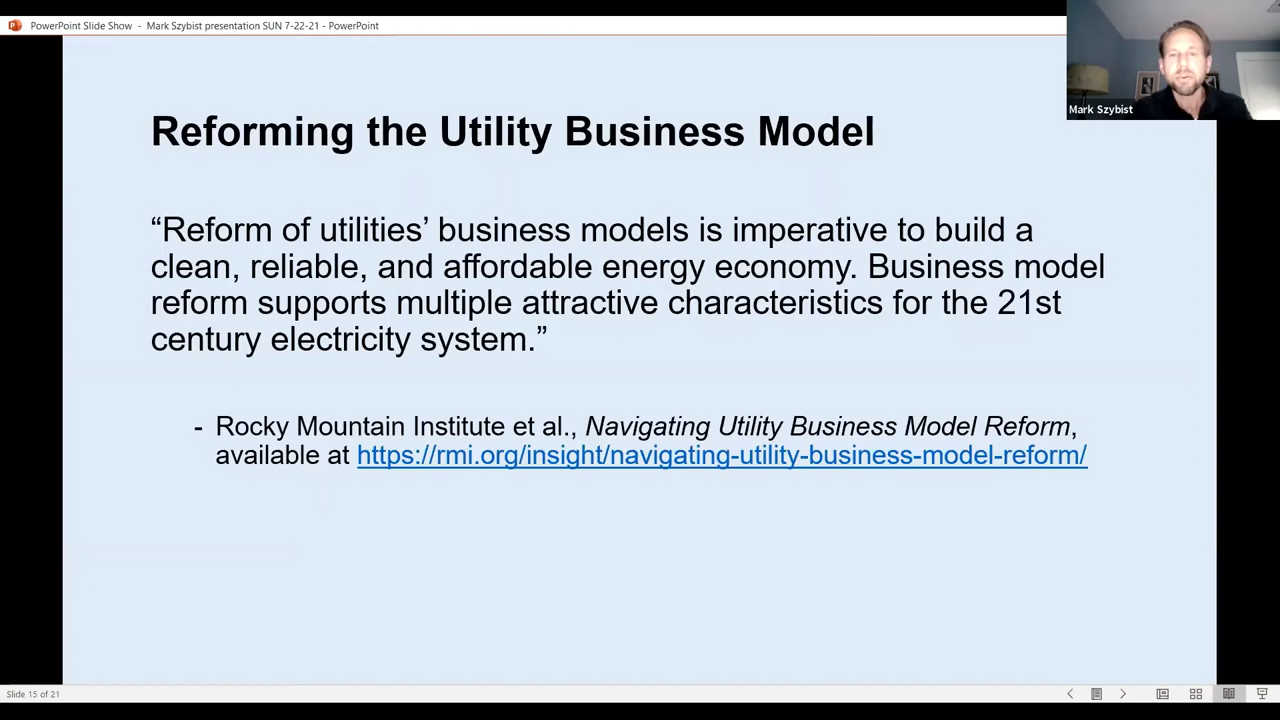 PowerPoint Slide Show - Mark Szybist presentation SUN 7-22-21 - PowerPoint
Mark Szybist
Reforming the Utility Business Model
“Reform of utilities’ business models is imperative to build a
clean, reliable, and affordable energy economy. Business model
reform supports multiple attractive characteristics for the 21st
century electricity system.”
- Rocky Mountain Institute et al., Navigating Utility Business Model Reform,
available at https://rmi.org/insight/navigating-utility-business-model-reform/
Slide 15 of 21